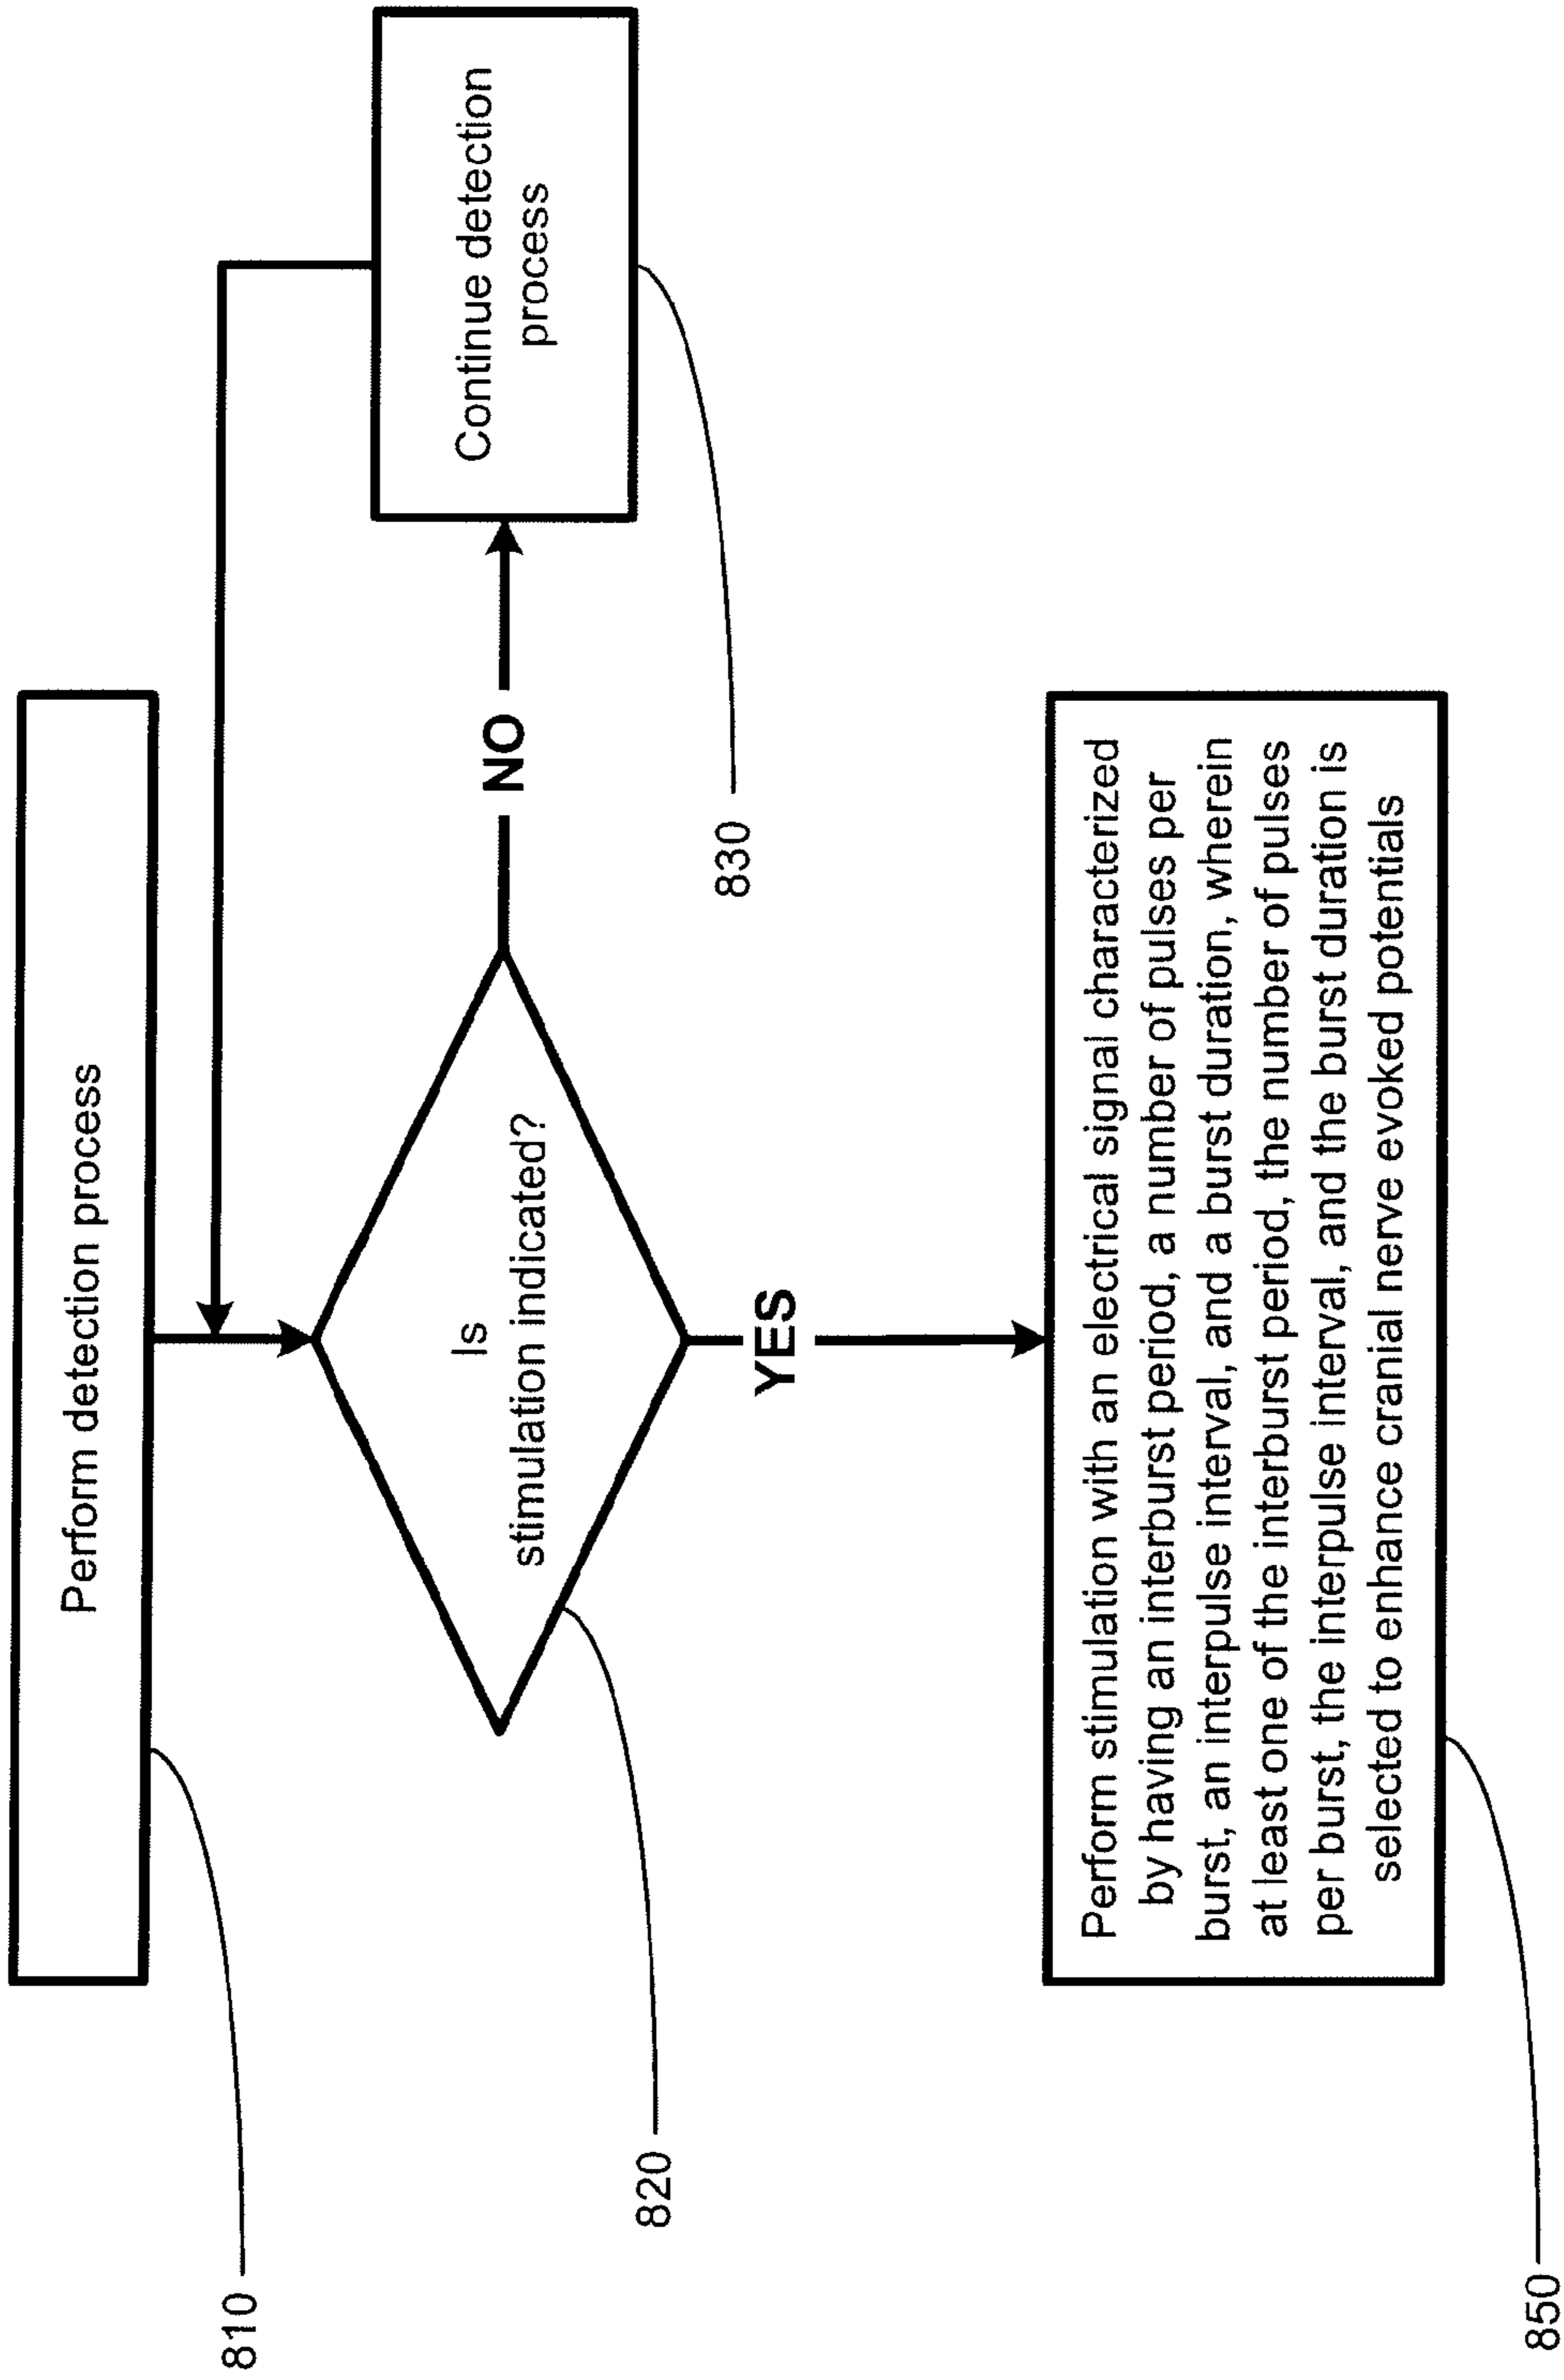 Perform detection process
810
Is
stimulation indicated?
820
NO
Continue detection
process
830
YES
Perform stimulation with an electrical signal characterized
by having an interburst period, a number of pulses per
burst, an interpulse interval, and a burst duration, wherein
at least one of the interburst period, the number of pulses
per burst, the interpulse interval, and the burst duration is
selected to enhance cranial nerve evoked potentials
850